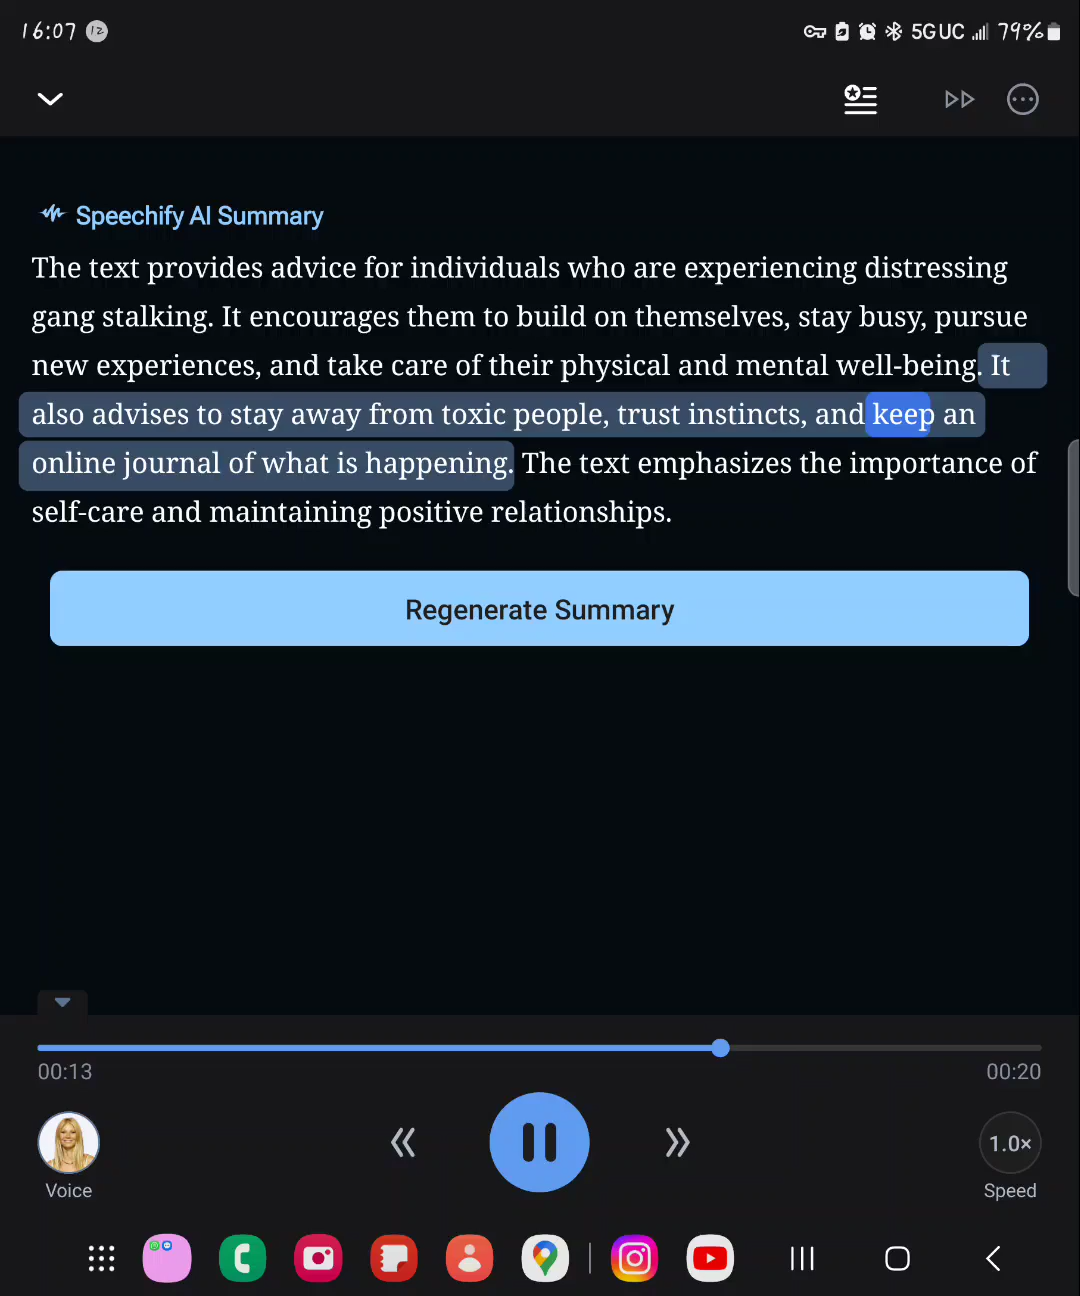 16:07 12 5G UC 79%
Speechify AI Summary
The text provides advice for individuals who are experiencing distressing
gang stalking. It encourages them to build on themselves, stay busy, pursue
new experiences, and take care of their physical and mental well-being. It
also advises to stay away from toxic people, trust instincts, and keep an
online journal of what is happening. The text emphasizes the importance of
self-care and maintaining positive relationships.
Regenerate Summary
00:13 00:20
1.0×
Voice Speed